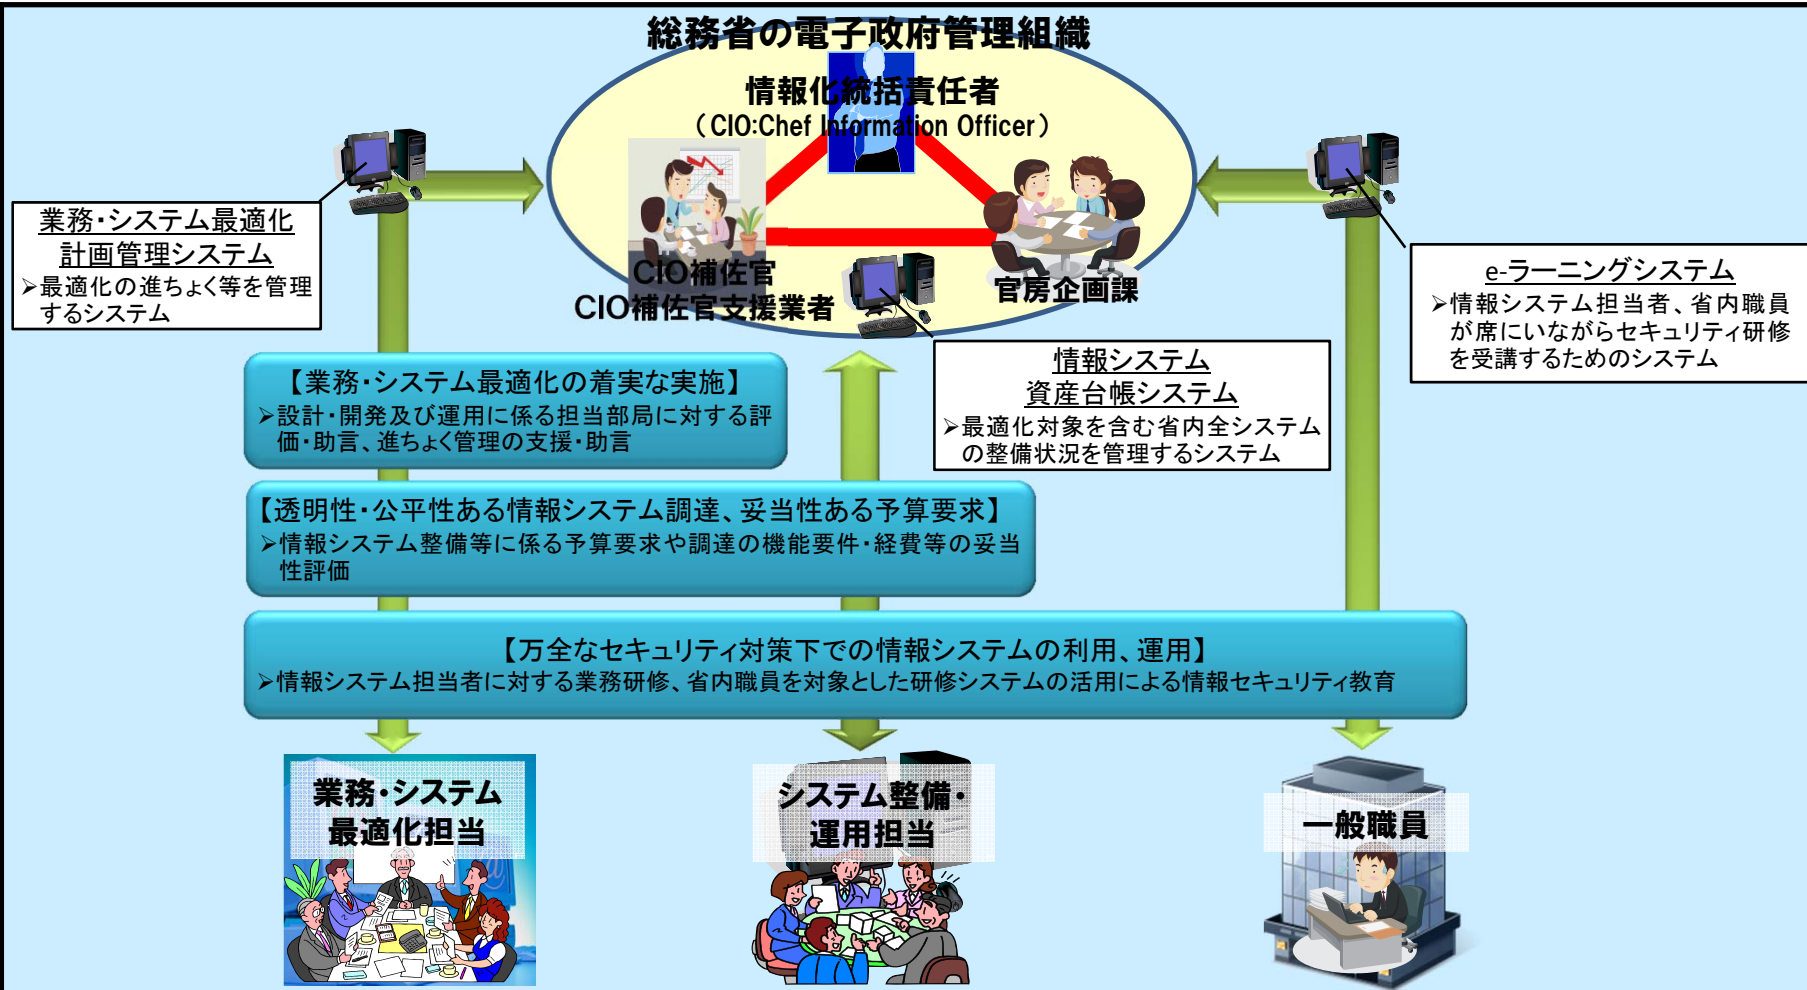 総務省の電子政府管理組織
情報化統括責任者
（CIO:Chef Information Officer）
CIO補佐官
CIO補佐官支援業者
官房企画課
業務・システム最適化
計画管理システム
➢最適化の進ちょく等を管理
するシステム
e-ラーニングシステム
➢情報システム担当者、省内職員
が席にいながらセキュリティ研修
を受講するためのシステム
情報システム
資産台帳システム
➢最適化対象を含む省内全システム
の整備状況を管理するシステム
【業務・システム最適化の着実な実施】
➢設計・開発及び運用に係る担当部局に対する評
価・助言、進ちょく管理の支援・助言
【透明性・公平性ある情報システム調達、妥当性ある予算要求】
➢情報システム整備等に係る予算要求や調達の機能要件・経費等の妥当
性評価
【万全なセキュリティ対策下での情報システムの利用、運用】
➢情報システム担当者に対する業務研修、省内職員を対象とした研修システムの活用による情報セキュリティ教育
業務・システム
最適化担当
システム整備・
運用担当
一般職員